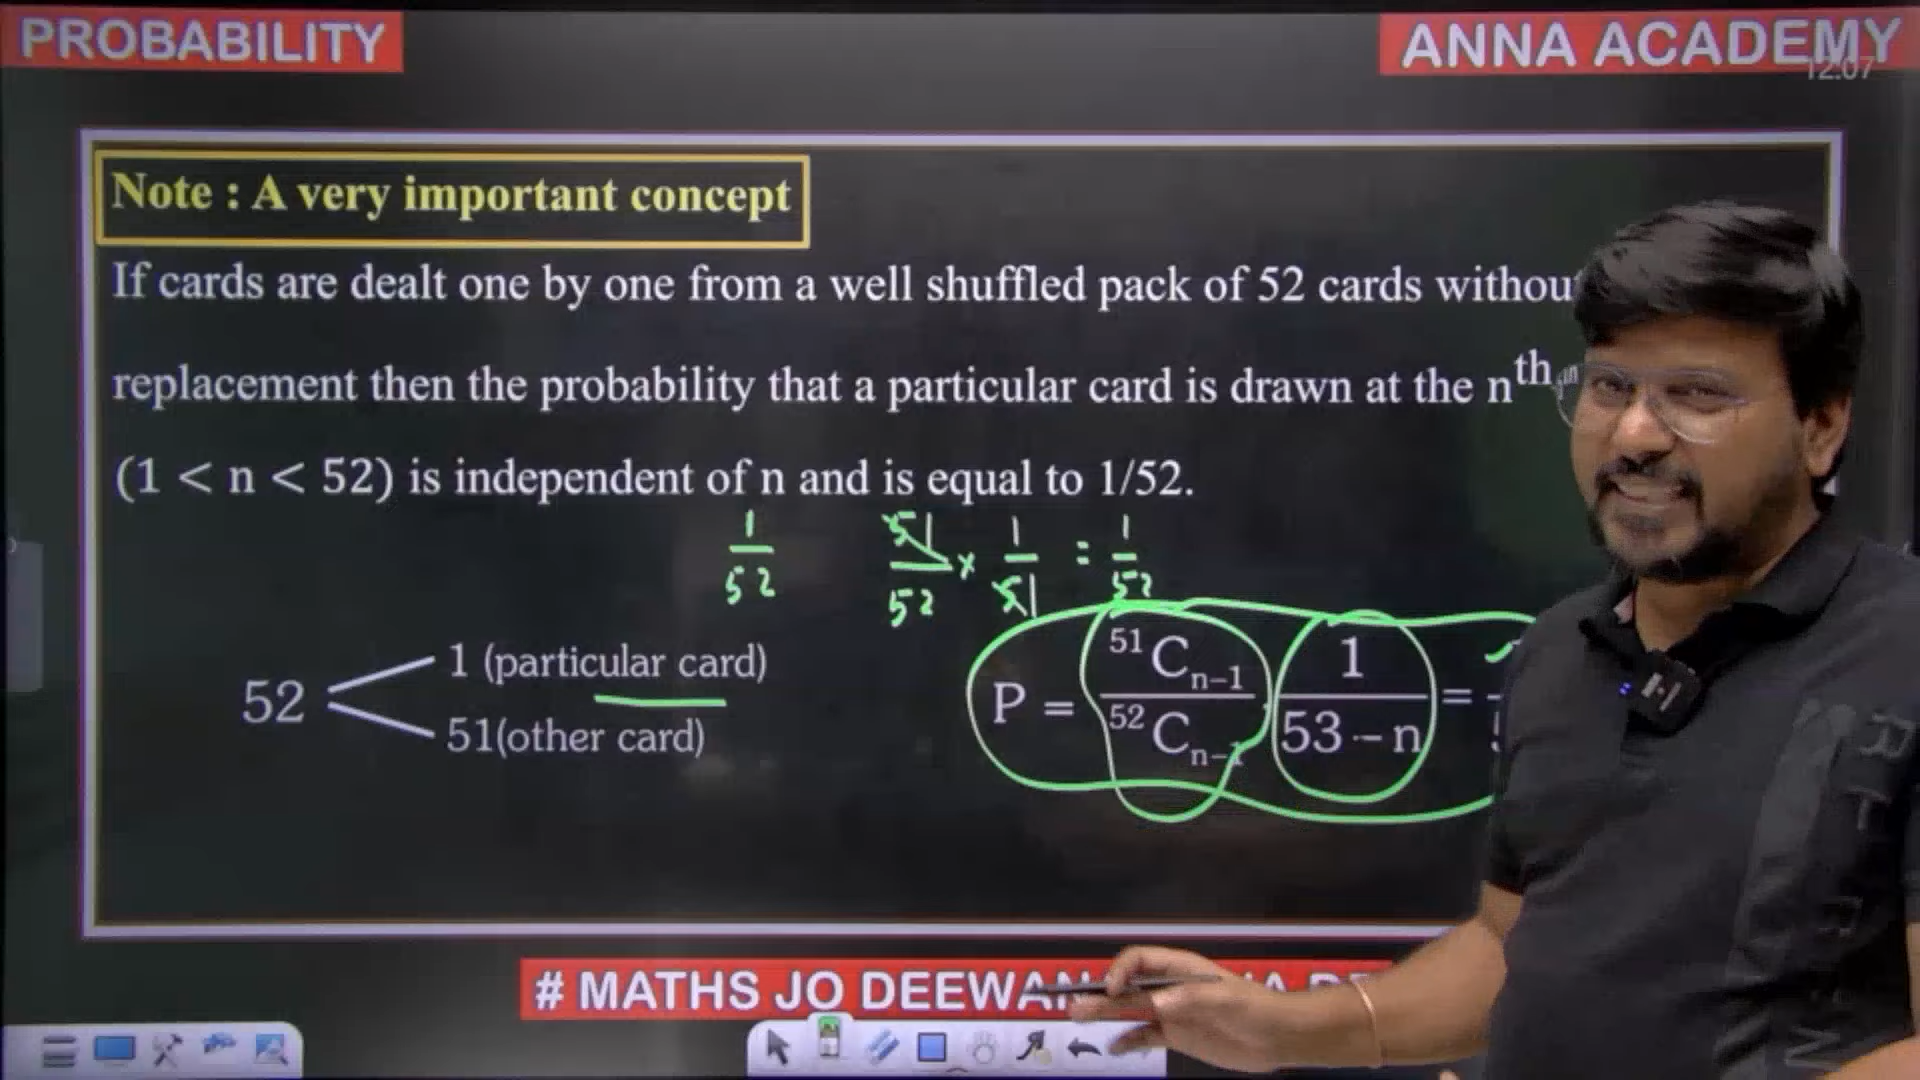 PROBABILITY
ANNA ACADEMY
12:07
Note : A very important concept
If cards are dealt one by one from a well shuffled pack of 52 cards
replacement then the probability that a particular card is drawn at the nth
(1 < n < 52) is independent of n and is equal to 1/52.
1/52 51/52 × 1/51 = 1/52
52
1 (particular card)
51(other card)
P = 51Cn-1 / 52Cn-1 · 1 / 53 – n =
# MATHS JO